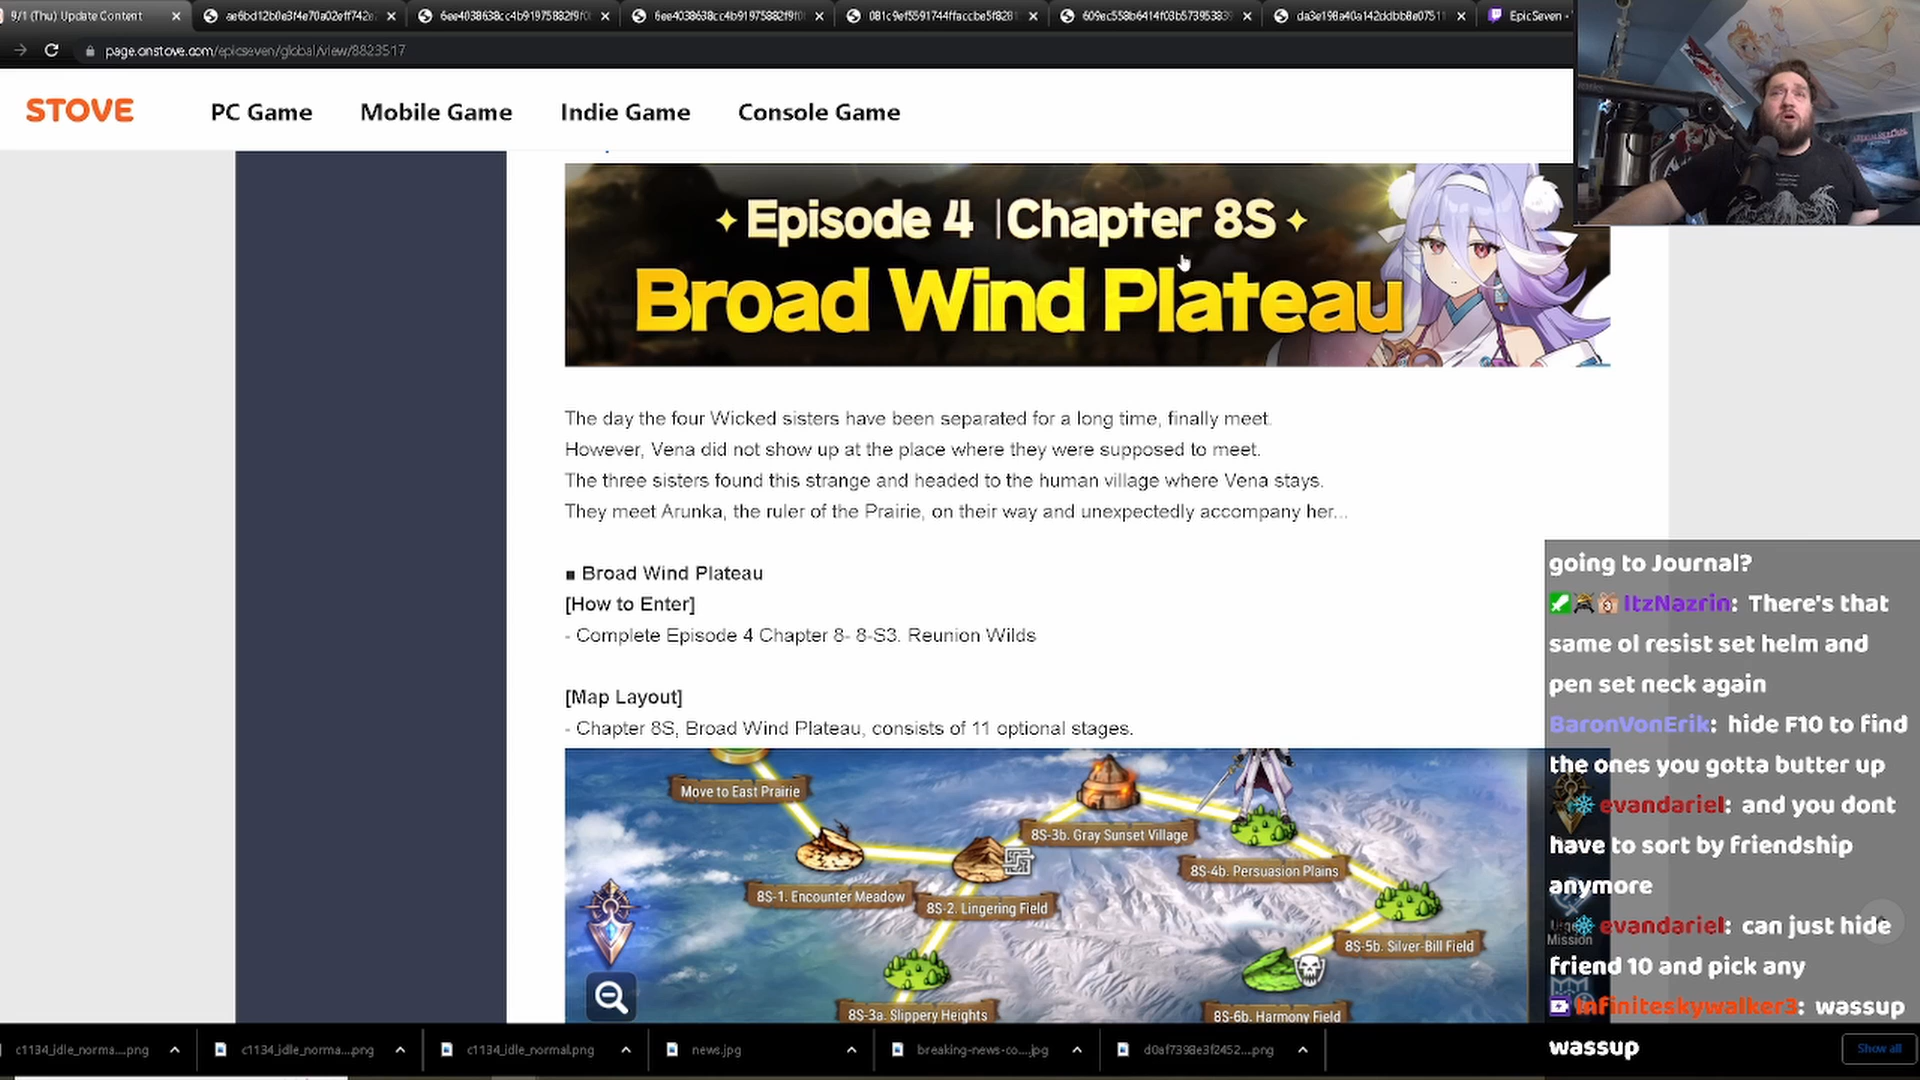 9/1 (Thu) Update Content
ae6bd12b0e3f4e70a02eff742e
6ee4038638cc4b91975882f9f0
6ee4038638cc4b91975882f9f0
081c9ef5591744ffaccbe5f8281
609ec558b6414f03b573953839
da3e198a40a142ddbb8e07511
EpicSeven -
page.onstove.com/epicseven/global/view/8823517
STOVE
PC Game
Mobile Game
Indie Game
Console Game
Episode 4 | Chapter 8S
Broad Wind Plateau
The day the four Wicked sisters have been separated for a long time, finally meet.
However, Vena did not show up at the place where they were supposed to meet.
The three sisters found this strange and headed to the human village where Vena stays.
They meet Arunka, the ruler of the Prairie, on their way and unexpectedly accompany her...
■ Broad Wind Plateau
[How to Enter]
- Complete Episode 4 Chapter 8- 8-S3. Reunion Wilds
[Map Layout]
- Chapter 8S, Broad Wind Plateau, consists of 11 optional stages.
Move to East Prairie
8S-3b. Gray Sunset Village
8S-4b. Persuasion Plains
8S-1. Encounter Meadow
8S-2. Lingering Field
8S-5b. Silver-Bill Field
8S-3a. Slippery Heights
8S-6b. Harmony Field
Mission
going to Journal?
ItzNazrin: There's that
same ol resist set helm and
pen set neck again
BaronVonErik: hide F10 to find
the ones you gotta butter up
evandariel: and you dont
have to sort by friendship
anymore
evandariel: can just hide
friend 10 and pick any
infiniteskywalker3: wassup
wassup
c1134_idle_norma....png
c1134_idle_norma....png
c1134_idle_normal.png
news.jpg
breaking-news-co....jpg
d0af7398e3f2452....png
Show all